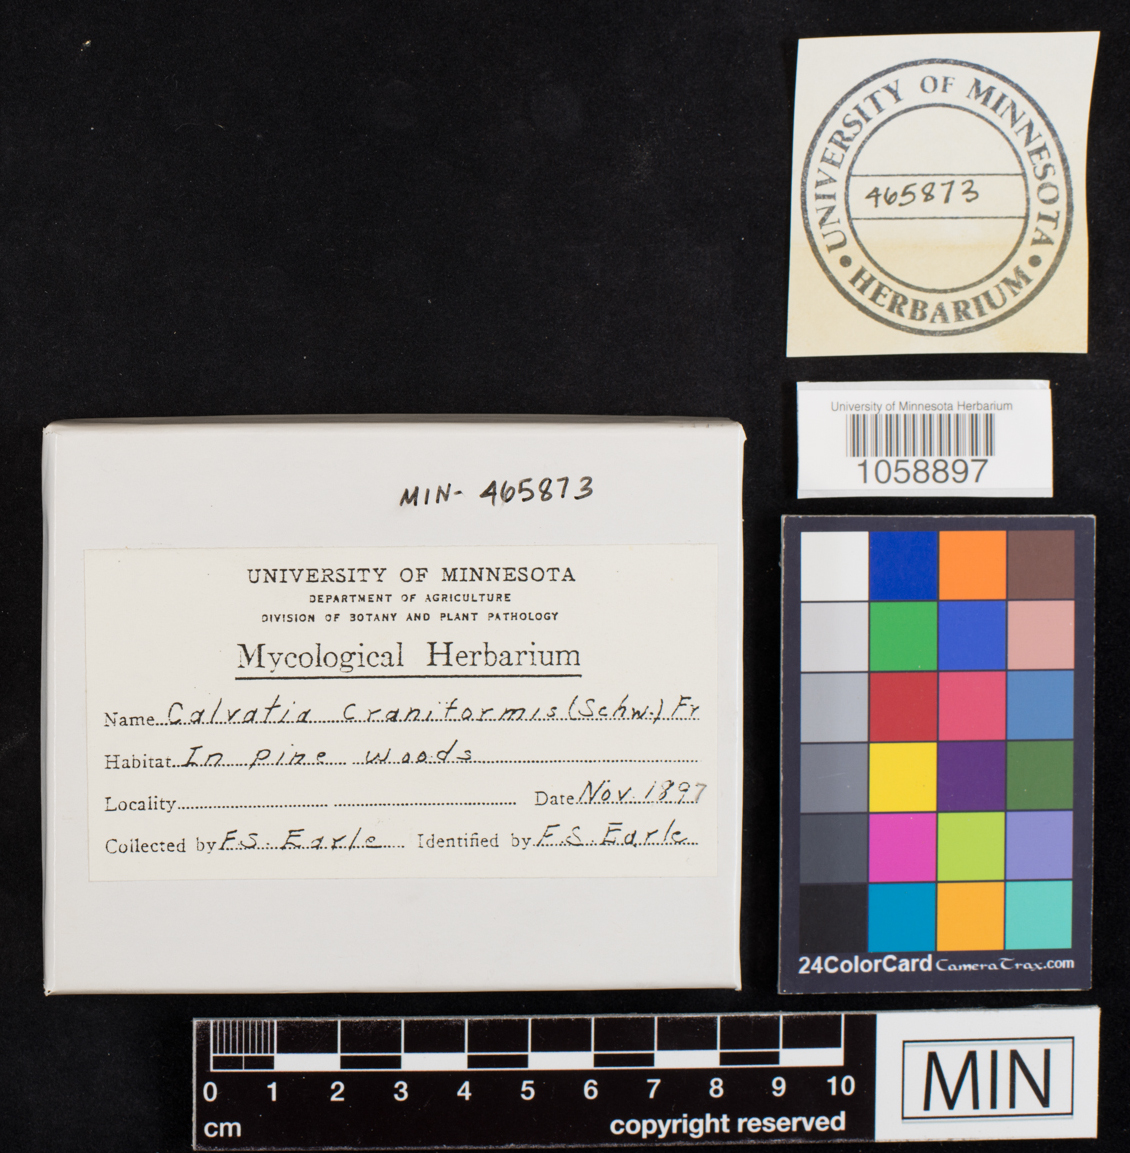 UNIVERSITY OF MINNESOTA
465873
HERBARIUM
University of Minnesota Herbarium
1058897
MIN- 465873
UNIVERSITY OF MINNESOTA
DEPARTMENT OF AGRICULTURE
DIVISION OF BOTANY AND PLANT PATHOLOGY
Mycological Herbarium
Name Calvatia craniformis (Schw.) Fr
Habitat In pine woods
Locality Date Nov. 1897
Collected by F.S. Earle Identified by F.S. Earle
24ColorCard CameraTrax.com
0 1 2 3 4 5 6 7 8 9 10
cm copyright reserved
MIN